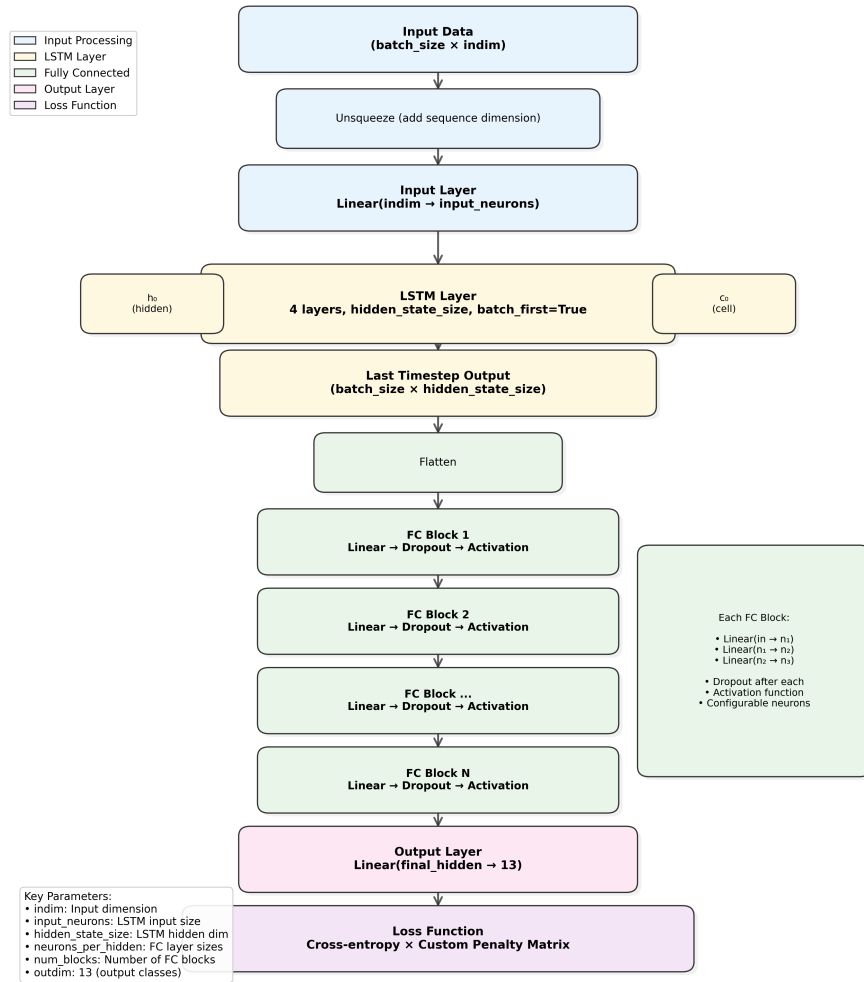 Input Data
(batch_size × indim)
Input Processing
LSTM Layer
Fully Connected
Output Layer
Loss Function
Unsqueeze (add sequence dimension)
Input Layer
Linear(indim → input_neurons)
h₀
(hidden)
LSTM Layer
4 layers, hidden_state_size, batch_first=True
c₀
(cell)
Last Timestep Output
(batch_size × hidden_state_size)
Flatten
FC Block 1
Linear → Dropout → Activation
FC Block 2
Linear → Dropout → Activation
FC Block ...
Linear → Dropout → Activation
FC Block N
Linear → Dropout → Activation
Each FC Block:
• Linear(in → n₁)
• Linear(n₁ → n₂)
• Linear(n₂ → n₃)
• Dropout after each
• Activation function
• Configurable neurons
Output Layer
Linear(final_hidden → 13)
Loss Function
Cross-entropy × Custom Penalty Matrix
Key Parameters:
• indim: Input dimension
• input_neurons: LSTM input size
• hidden_state_size: LSTM hidden dim
• neurons_per_hidden: FC layer sizes
• num_blocks: Number of FC blocks
• outdim: 13 (output classes)